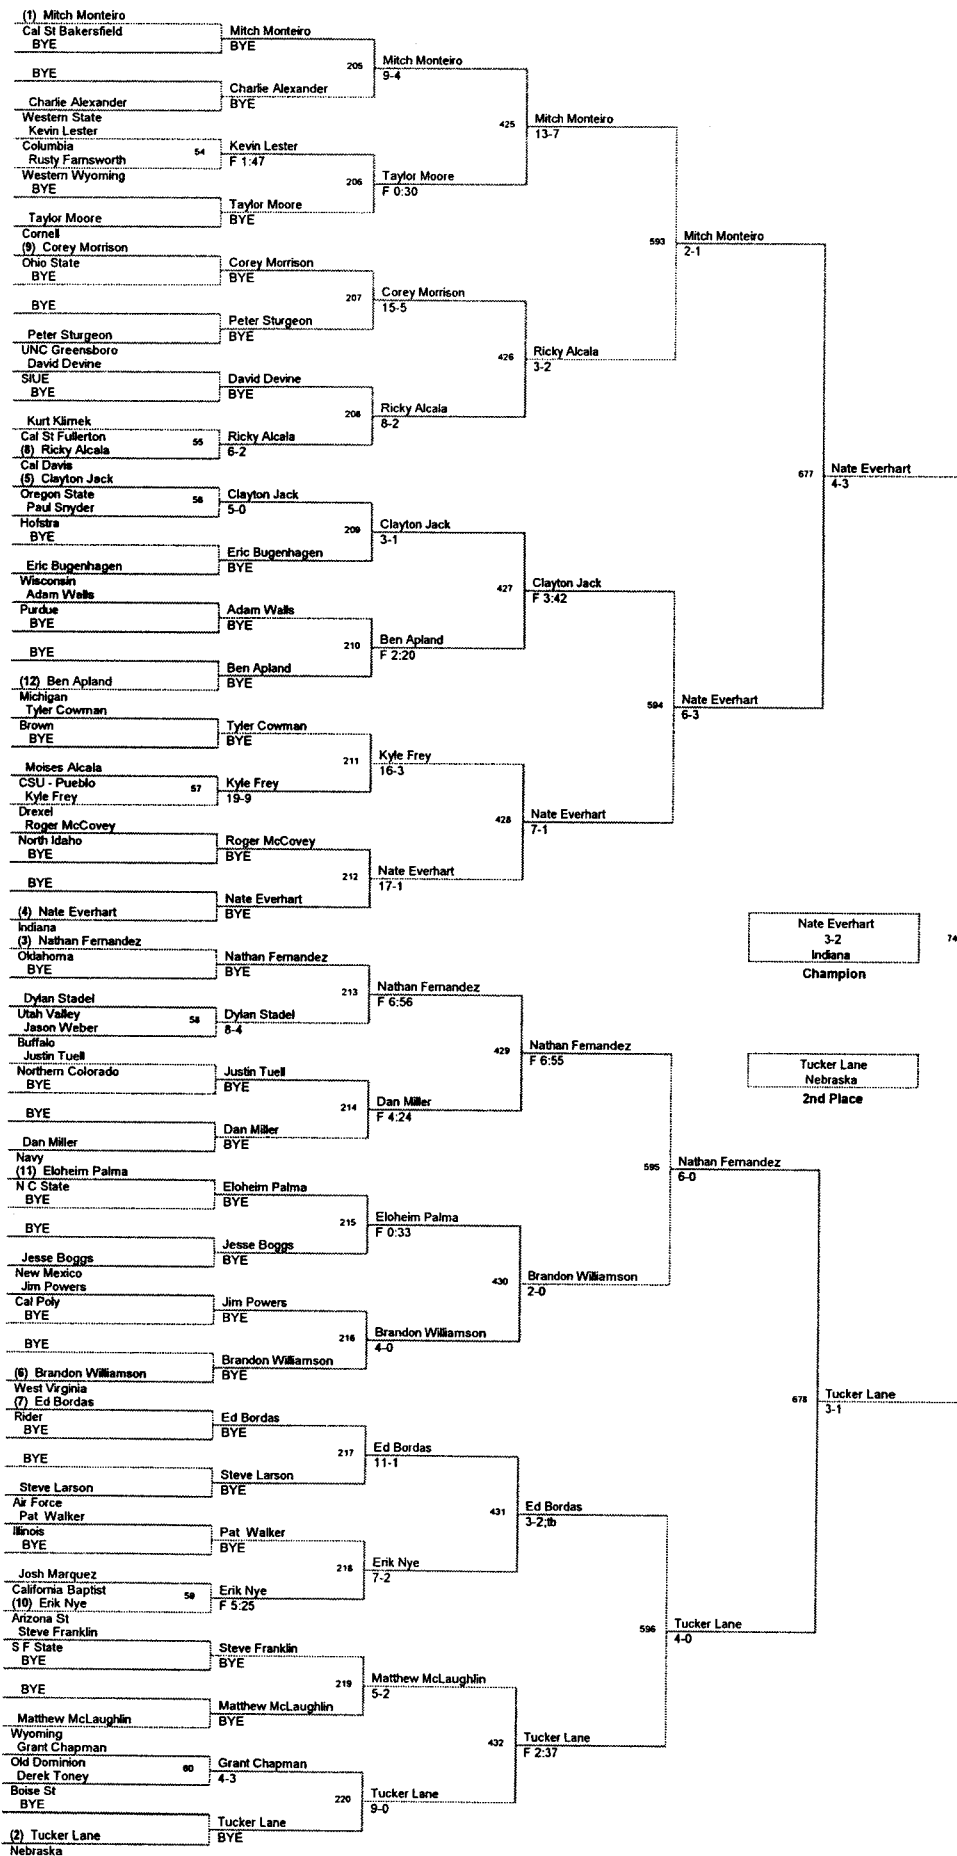 (1) Mitch Monteiro
Cal St Bakersfield
BYE
BYE
Charlie Alexander
Western State
Kevin Lester
Columbia
Rusty Farnsworth
Western Wyoming
BYE
Taylor Moore
Cornell
(9) Corey Morrison
Ohio State
BYE
BYE
Peter Sturgeon
UNC Greensboro
David Devine
SIUE
BYE
Kurt Klimek
Cal St Fullerton
(8) Ricky Alcala
Cal Davis
(5) Clayton Jack
Oregon State
Paul Snyder
Hofstra
BYE
Eric Bugenhagen
Wisconsin
Adam Walls
Purdue
BYE
BYE
(12) Ben Apland
Michigan
Tyler Cowman
Brown
BYE
Moises Alcala
CSU - Pueblo
Kyle Frey
Drexel
Roger McCovey
North Idaho
BYE
BYE
(4) Nate Everhart
Indiana
(3) Nathan Fernandez
Oklahoma
BYE
Dylan Stadel
Utah Valley
Jason Weber
Buffalo
Justin Tuell
Northern Colorado
BYE
BYE
Dan Miller
Navy
(11) Eloheim Palma
N C State
BYE
BYE
Jesse Boggs
New Mexico
Jim Powers
Cal Poly
BYE
BYE
(6) Brandon Williamson
West Virginia
(7) Ed Bordas
Rider
BYE
BYE
Steve Larson
Air Force
Pat Walker
Illinois
BYE
Josh Marquez
California Baptist
(10) Erik Nye
Arizona St
Steve Franklin
S F State
BYE
BYE
Matthew McLaughlin
Wyoming
Grant Chapman
Old Dominion
Derek Toney
Boise St
BYE
(2) Tucker Lane
Nebraska
Mitch Monteiro
BYE
Charlie Alexander
BYE
54
Kevin Lester
F 1:47
Taylor Moore
BYE
Corey Morrison
BYE
Peter Sturgeon
BYE
David Devine
BYE
55
Ricky Alcala
6-2
56
Clayton Jack
5-0
Eric Bugenhagen
BYE
Adam Walls
BYE
Ben Apland
BYE
Tyler Cowman
BYE
57
Kyle Frey
19-9
Roger McCovey
BYE
Nate Everhart
BYE
Nathan Fernandez
BYE
58
Dylan Stadel
8-4
Justin Tuell
BYE
Dan Miller
BYE
Eloheim Palma
BYE
Jesse Boggs
BYE
Jim Powers
BYE
Brandon Williamson
BYE
Ed Bordas
BYE
Steve Larson
BYE
Pat Walker
BYE
59
Erik Nye
F 5:25
Steve Franklin
BYE
Matthew McLaughlin
BYE
60
Grant Chapman
4-3
Tucker Lane
BYE
205
Mitch Monteiro
9-4
206
Taylor Moore
F 0:30
207
Corey Morrison
15-5
208
Ricky Alcala
8-2
209
Clayton Jack
3-1
210
Ben Apland
F 2:20
211
Kyle Frey
16-3
212
Nate Everhart
17-1
213
Nathan Fernandez
F 6:56
214
Dan Miller
F 4:24
215
Eloheim Palma
F 0:33
216
Brandon Williamson
4-0
217
Ed Bordas
11-1
218
Erik Nye
7-2
219
Matthew McLaughlin
5-2
220
Tucker Lane
9-0
425
Mitch Monteiro
13-7
426
Ricky Alcala
3-2
427
Clayton Jack
F 3:42
428
Nate Everhart
7-1
429
Nathan Fernandez
F 6:55
430
Brandon Williamson
2-0
431
Ed Bordas
3-2;tb
432
Tucker Lane
F 2:37
593
Mitch Monteiro
2-1
594
Nate Everhart
6-3
595
Nathan Fernandez
6-0
596
Tucker Lane
4-0
677
Nate Everhart
4-3
678
Tucker Lane
3-1
Nate Everhart
3-2
Indiana
Champion
74
Tucker Lane
Nebraska
2nd Place